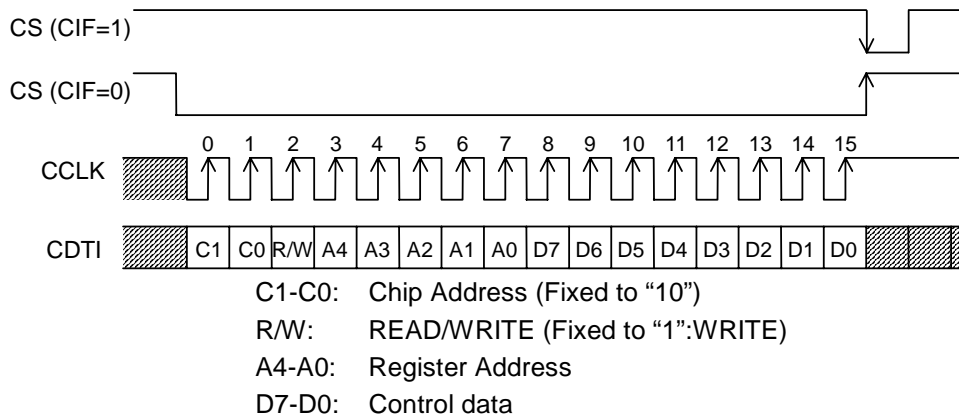 CS (CIF=1)
CS (CIF=0)
0 1 2 3 4 5 6 7 8 9 10 11 12 13 14 15
CCLK
CDTI C1 C0 R/W A4 A3 A2 A1 A0 D7 D6 D5 D4 D3 D2 D1 D0
C1-C0: Chip Address (Fixed to “10”)
R/W: READ/WRITE (Fixed to “1”:WRITE)
A4-A0: Register Address
D7-D0: Control data